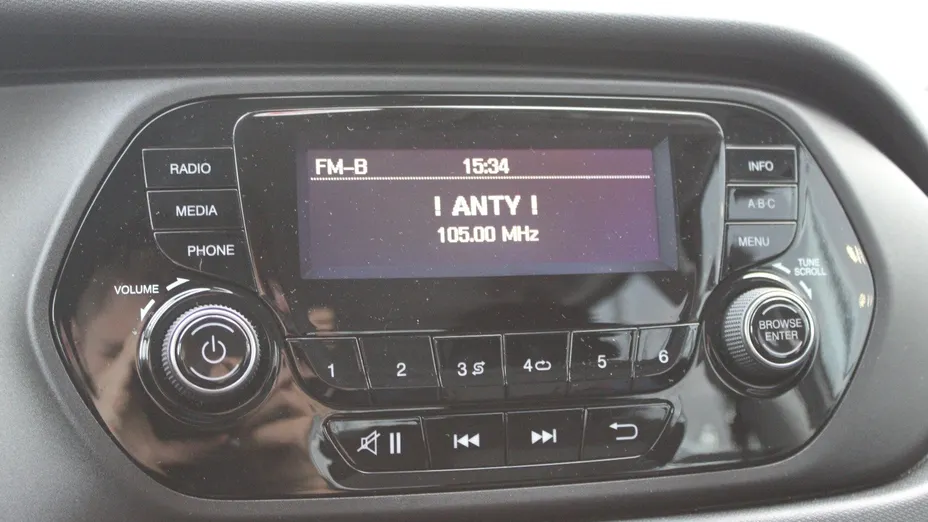 FM-B 15:34
! ANTY !
105.00 MHz
RADIO
MEDIA
PHONE
VOLUME
INFO
A·B·C
MENU
TUNE
SCROLL
BROWSE
ENTER
1 2 3 4 5 6